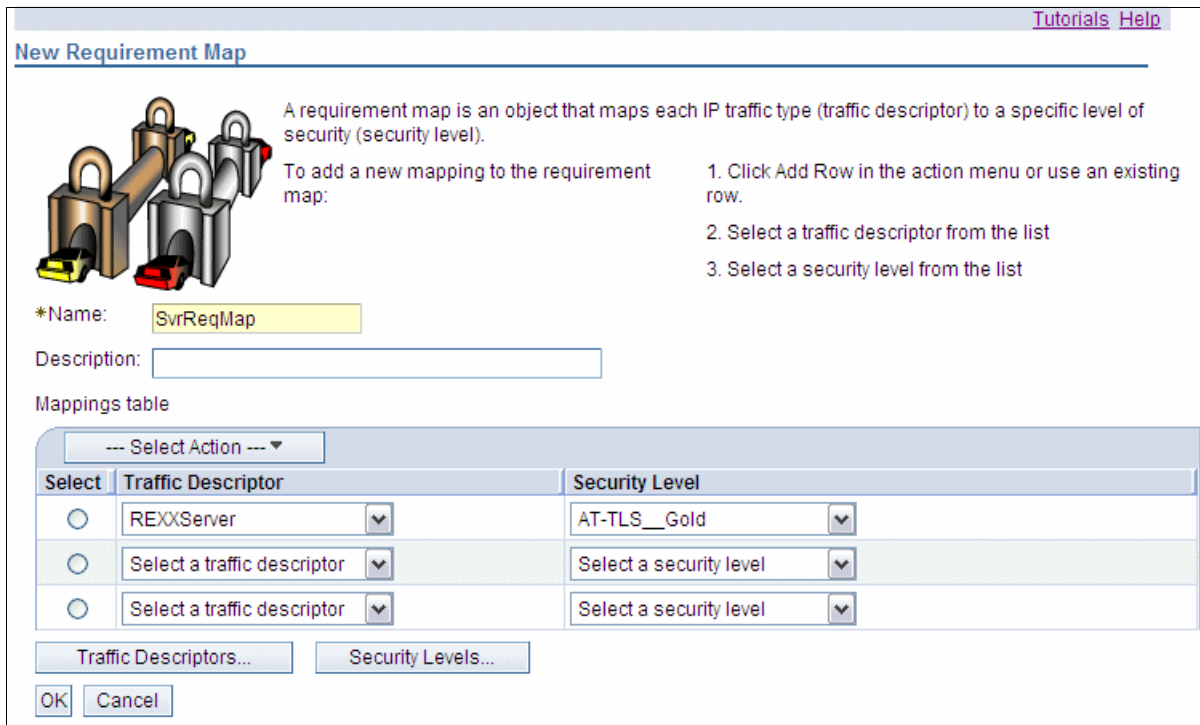 Tutorials Help
New Requirement Map
A requirement map is an object that maps each IP traffic type (traffic descriptor) to a specific level of
security (security level).
To add a new mapping to the requirement
map:
1. Click Add Row in the action menu or use an existing
row.
2. Select a traffic descriptor from the list
3. Select a security level from the list
*Name: SvrReqMap
Description:
Mappings table
--- Select Action ---
Select Traffic Descriptor Security Level
REXXServer AT-TLS__Gold
Select a traffic descriptor Select a security level
Select a traffic descriptor Select a security level
Traffic Descriptors... Security Levels...
OK Cancel